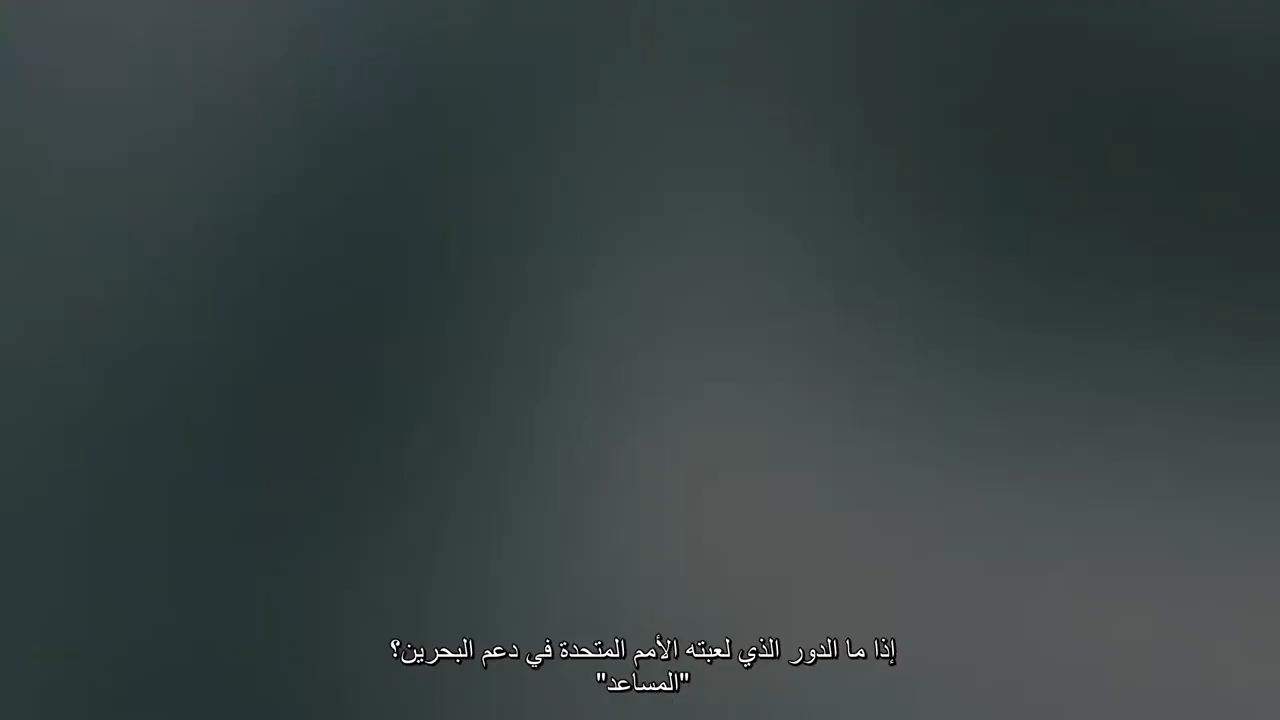 إذا ما الدور الذي لعبته الأمم المتحدة في دعم البحرين؟
"المساعد"